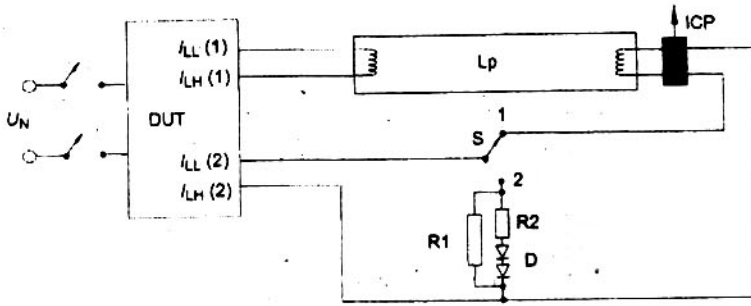 ICP
I_LL (1)
I_LH (1)
Lp
U_N
DUT
1
S
I_LL (2)
I_LH (2)
2
R1
R2
D